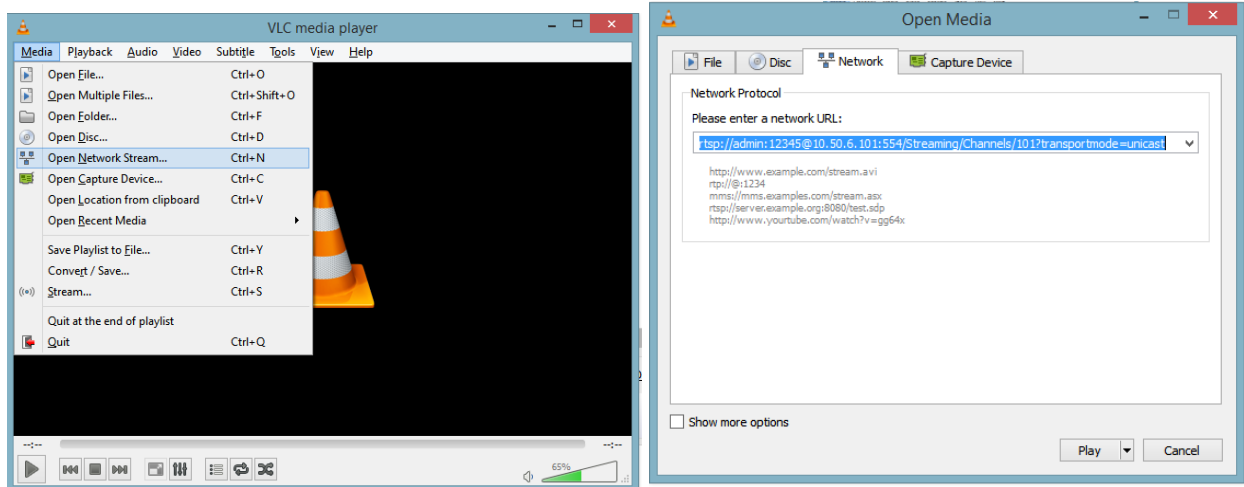 VLC media player
Media Playback Audio Video Subtitle Tools View Help
Open File... Ctrl+O
Open Multiple Files... Ctrl+Shift+O
Open Folder... Ctrl+F
Open Disc... Ctrl+D
Open Network Stream... Ctrl+N
Open Capture Device... Ctrl+C
Open Location from clipboard Ctrl+V
Open Recent Media
Save Playlist to File... Ctrl+Y
Convert / Save... Ctrl+R
Stream... Ctrl+S
Quit at the end of playlist
Quit Ctrl+Q
--:-- --:--
65%
Open Media
File Disc Network Capture Device
Network Protocol
Please enter a network URL:
rtsp://admin:12345@10.50.6.101:554/Streaming/Channels/101?transportmode=unicast
http://www.example.com/stream.avi
rtp://@:1234
mms://mms.examples.com/stream.asx
rtsp://server.example.org:8080/test.sdp
http://www.yourtube.com/watch?v=gg64x
Show more options
Play Cancel